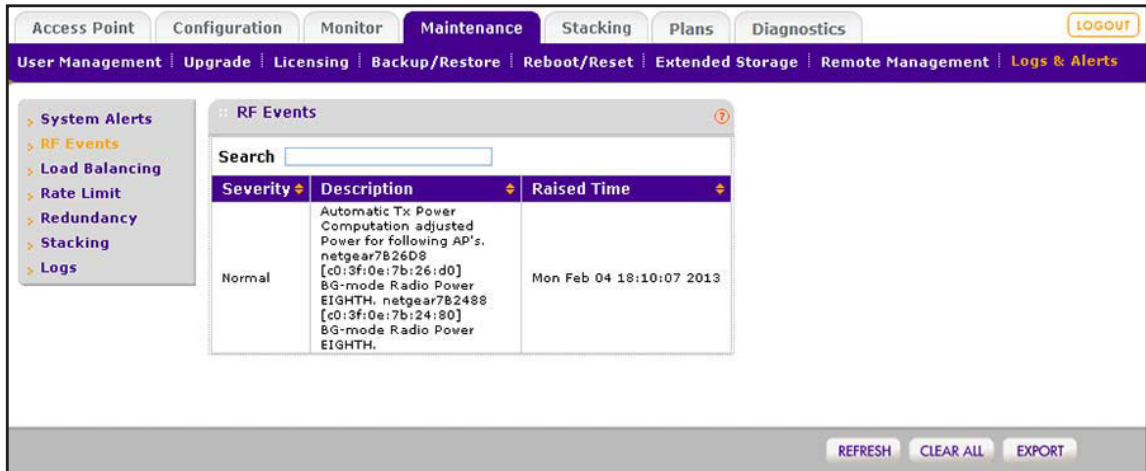 Access Point Configuration Monitor Maintenance Stacking Plans Diagnostics LOGOUT
User Management Upgrade Licensing Backup/Restore Reboot/Reset Extended Storage Remote Management Logs & Alerts
System Alerts
RF Events
Load Balancing
Rate Limit
Redundancy
Stacking
Logs
RF Events ?
Search
Severity Description Raised Time
Normal
Automatic Tx Power
Computation adjusted
Power for following AP's.
netgear7B26D8
[c0:3f:0e:7b:26:d0]
BG-mode Radio Power
EIGHTH. netgear7B2488
[c0:3f:0e:7b:24:80]
BG-mode Radio Power
EIGHTH.
Mon Feb 04 18:10:07 2013
REFRESH CLEAR ALL EXPORT